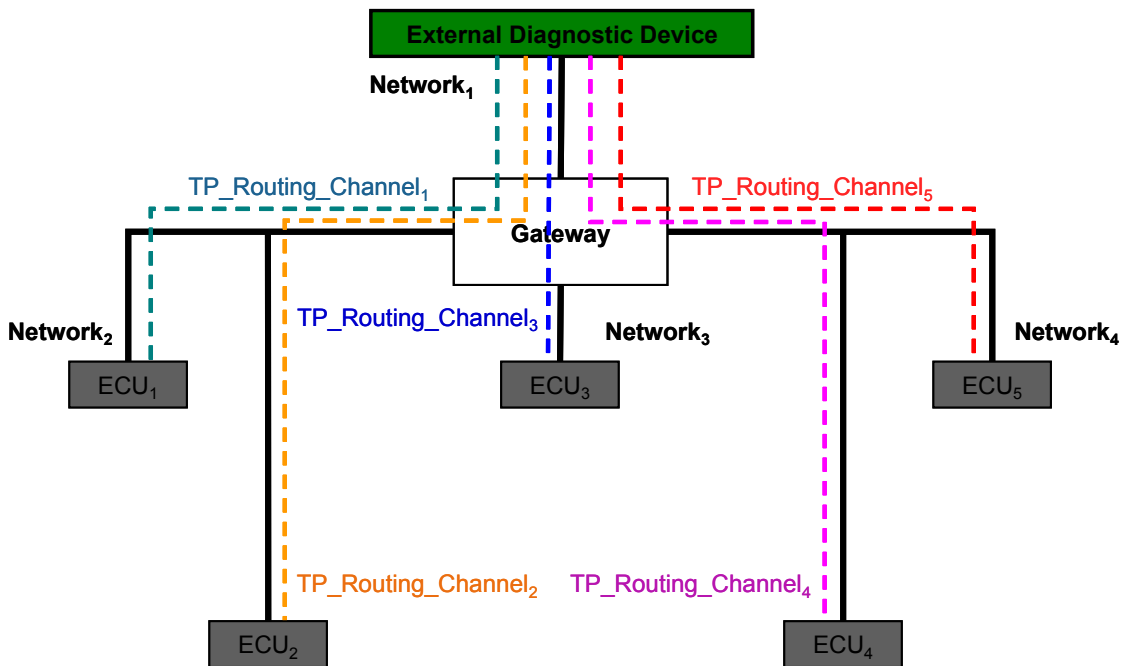 External Diagnostic Device
Network₁
TP_Routing_Channel₁
TP_Routing_Channel₅
Gateway
TP_Routing_Channel₃
Network₂
Network₃
Network₄
ECU₁
ECU₃
ECU₅
TP_Routing_Channel₂
TP_Routing_Channel₄
ECU₂
ECU₄